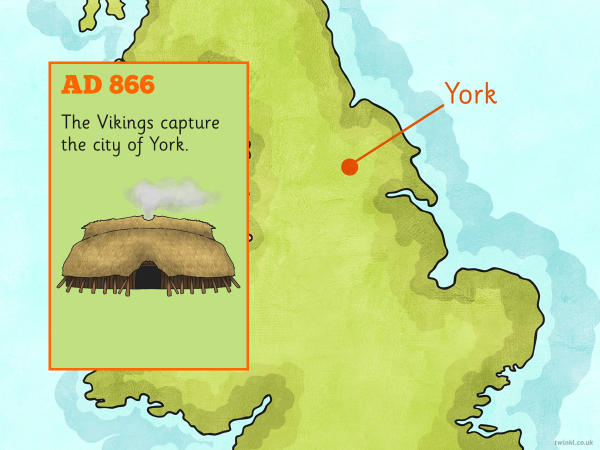 AD 866
The Vikings capture
the city of York.
York
twinkl.co.uk